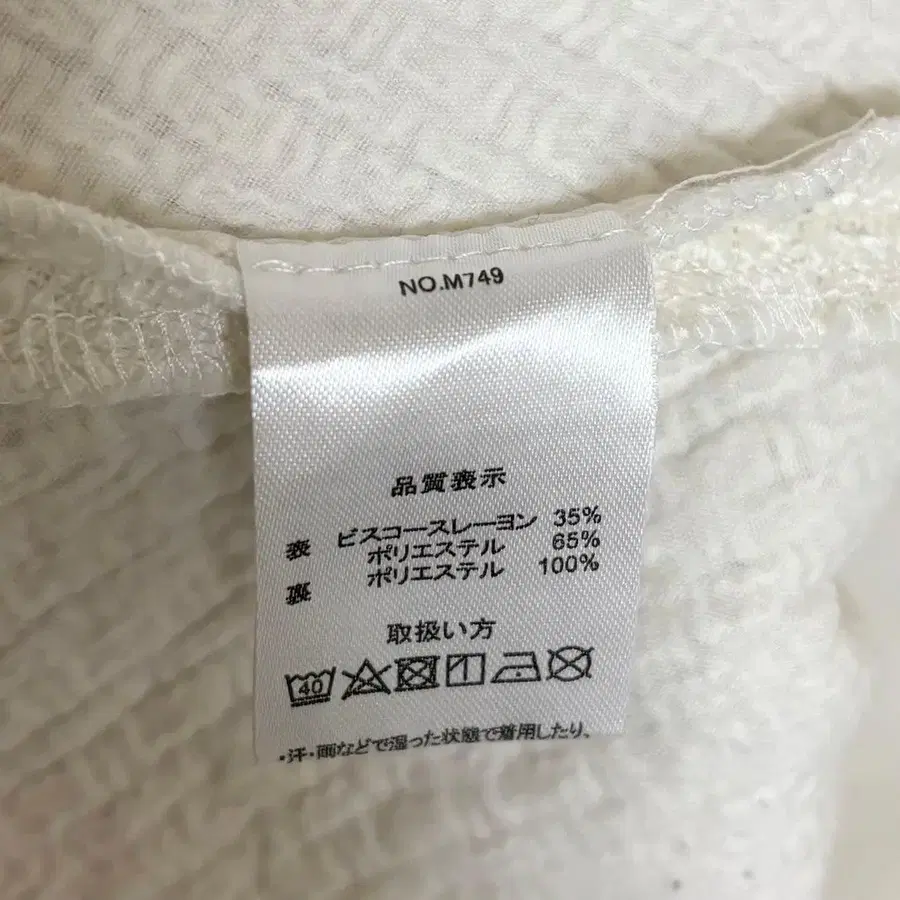 NO.M749
品質表示
表 ビスコースレーヨン 35%
ポリエステル 65%
裏 ポリエステル 100%
取扱い方
40
・汗・雨などで湿った状態で着用したり、